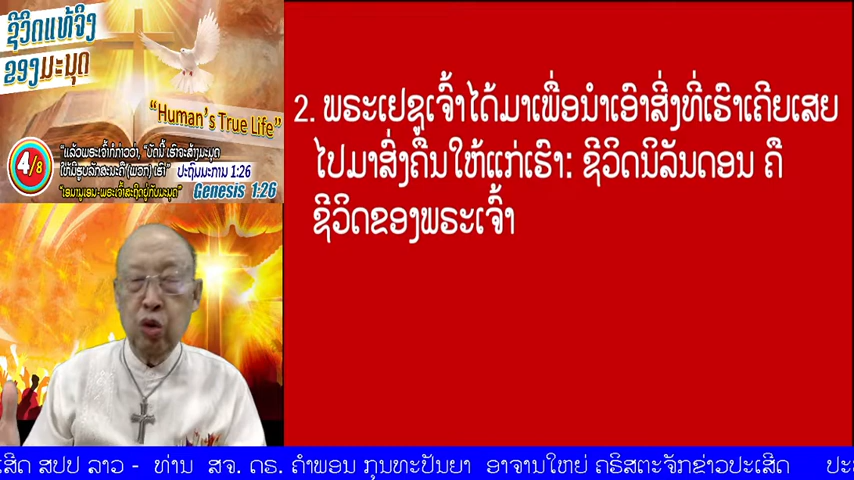 ຊີວິດແທ້ຈິງ
ຂອງມະນຸດ
“Human’s True Life”
4/8
“ແລ້ວພຣະເຈົ້າກໍກ່າວວ່າ, “ບັດນີ້ ເຮົາຈະສ້າງມະນຸດ
ໃຫ້ມີຮູບລັກສະນະຄື (ພວກ) ເຮົາ” ປະຖົມມະການ 1:26
“ເອມານູເອນ-ພຣະເຈົ້າສະຖິດຢູ່ກັບມະນຸດ” Genesis 1:26
2. ພຣະເຢຊູເຈົ້າໄດ້ມາເພື່ອນຳເອົາສິ່ງທີ່ເຮົາເຄີຍເສຍ
ໄປມາສົ່ງຄືນໃຫ້ແກ່ເຮົາ: ຊີວິດນິລັນດອນ ຄື
ຊີວິດຂອງພຣະເຈົ້າ
ເສີດ ສປປ ລາວ - ທ່ານ ສຈ. ດຣ. ຄຳພອນ ກຸນທະປັນຍາ ອາຈານໃຫຍ່ ຄຣິສຕະຈັກຂ່າວປະເສີດ